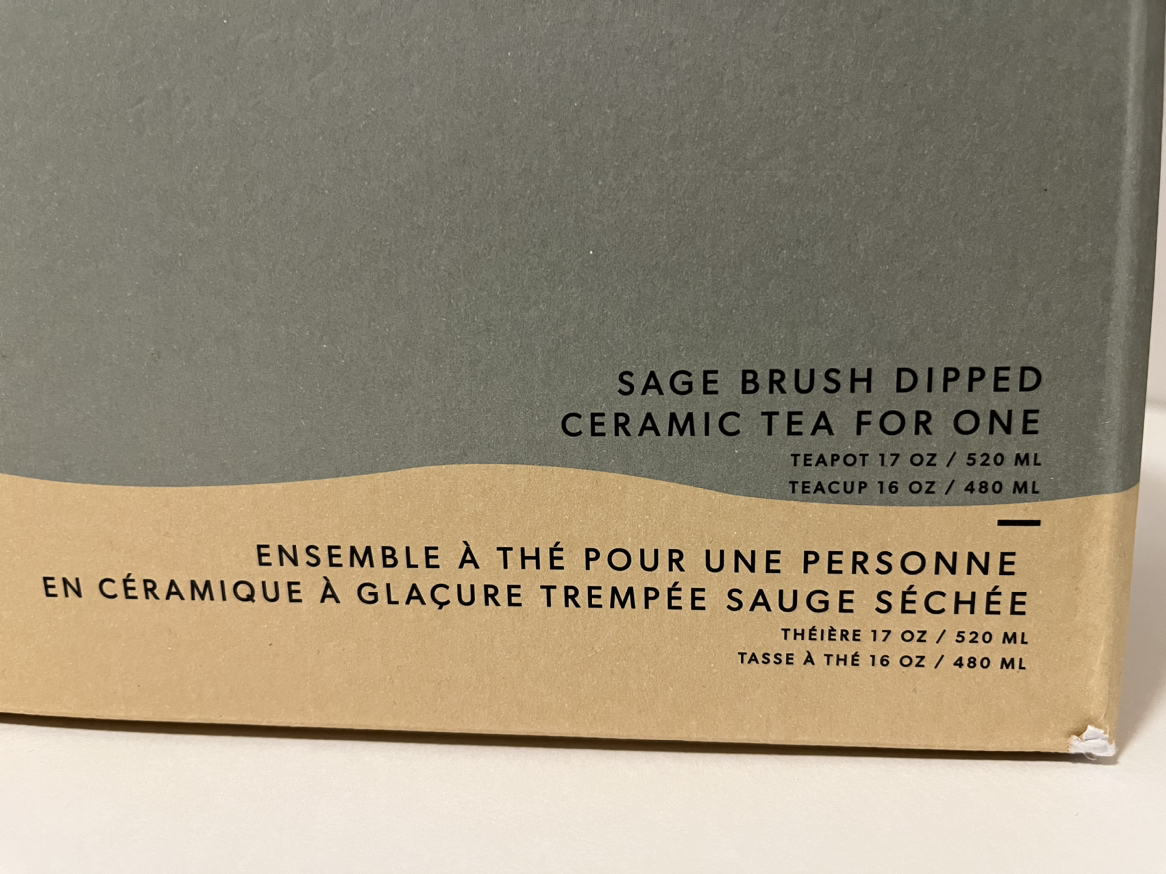 SAGE BRUSH DIPPED
CERAMIC TEA FOR ONE
TEAPOT 17 OZ / 520 ML
TEACUP 16 OZ / 480 ML
ENSEMBLE À THÉ POUR UNE PERSONNE
EN CÉRAMIQUE À GLAÇURE TREMPÉE SAUGE SÉCHÉE
THÉIÈRE 17 OZ / 520 ML
TASSE À THÉ 16 OZ / 480 ML